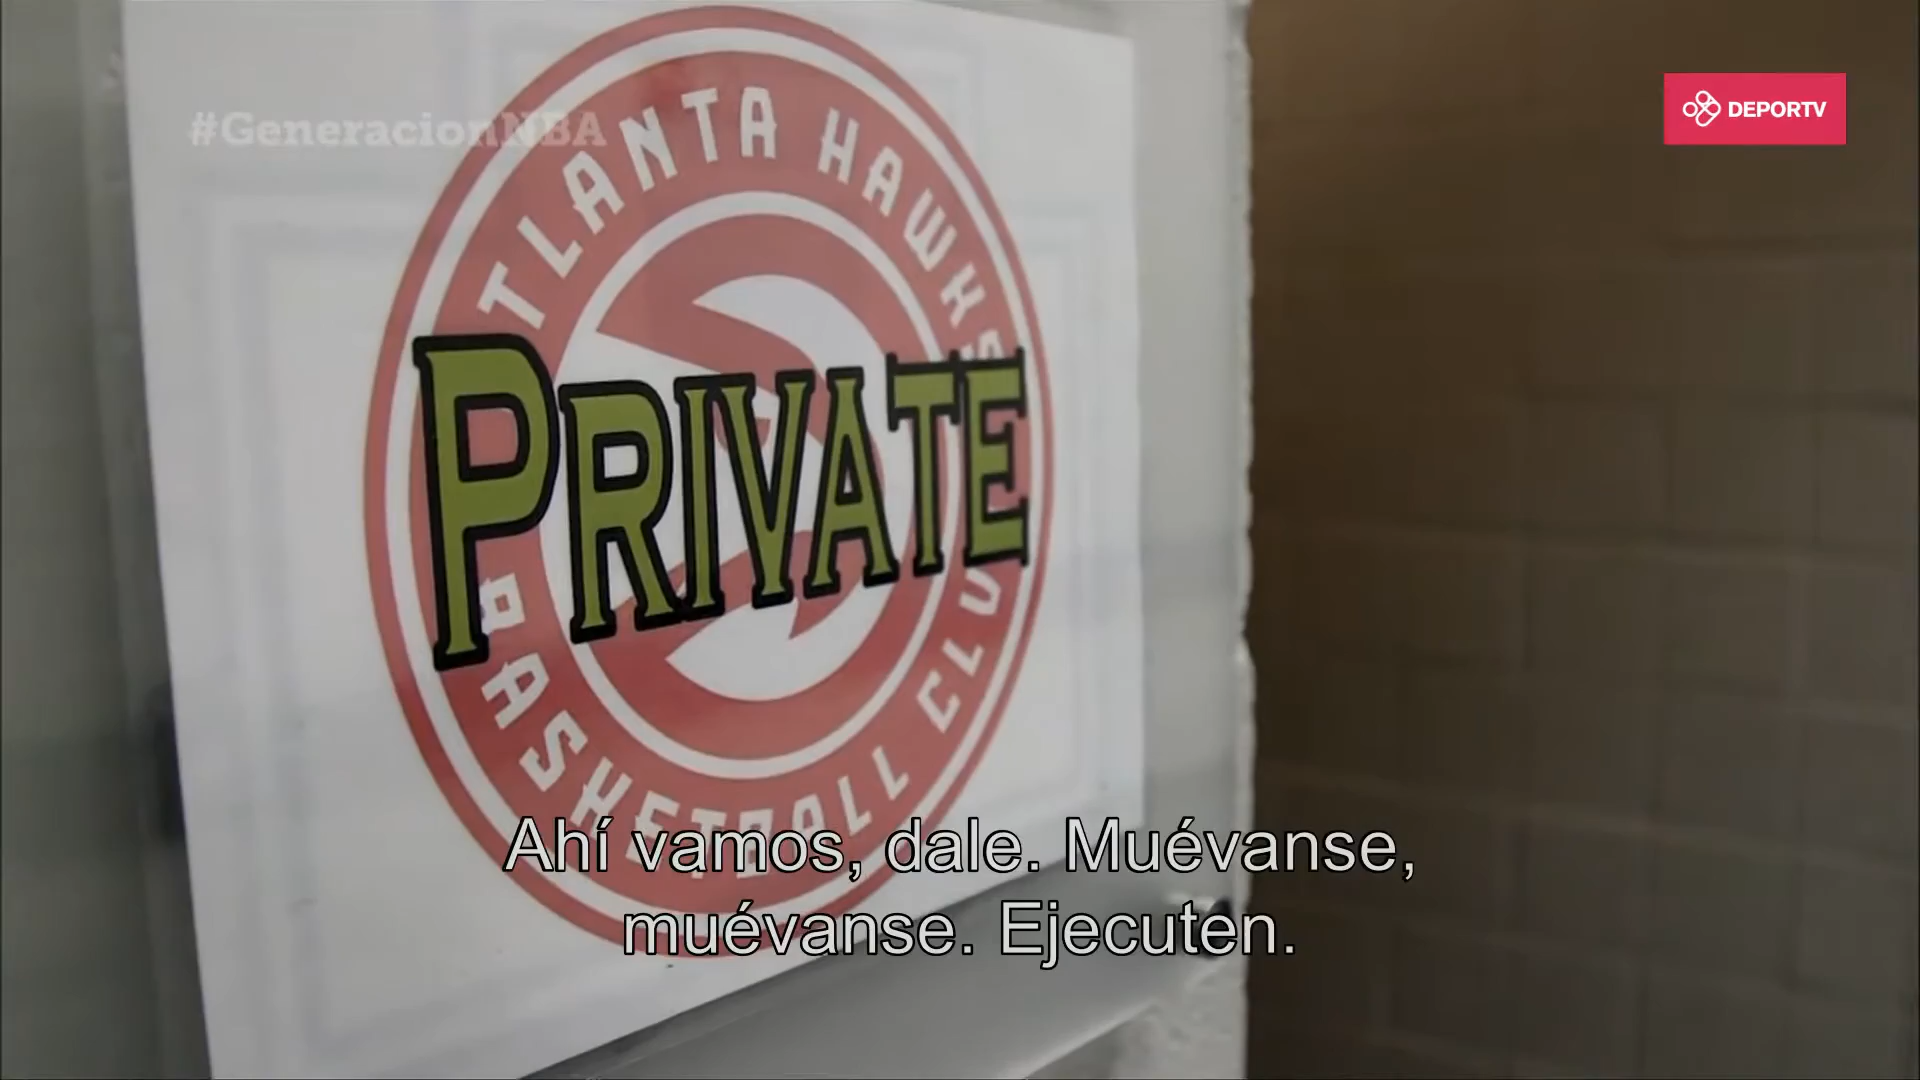 #GeneracionNBA
DEPORTV
ATLANTA HAWKS
PRIVATE
BASKETBALL CLUB
Ahí vamos, dale. Muévanse,
muévanse. Ejecuten.